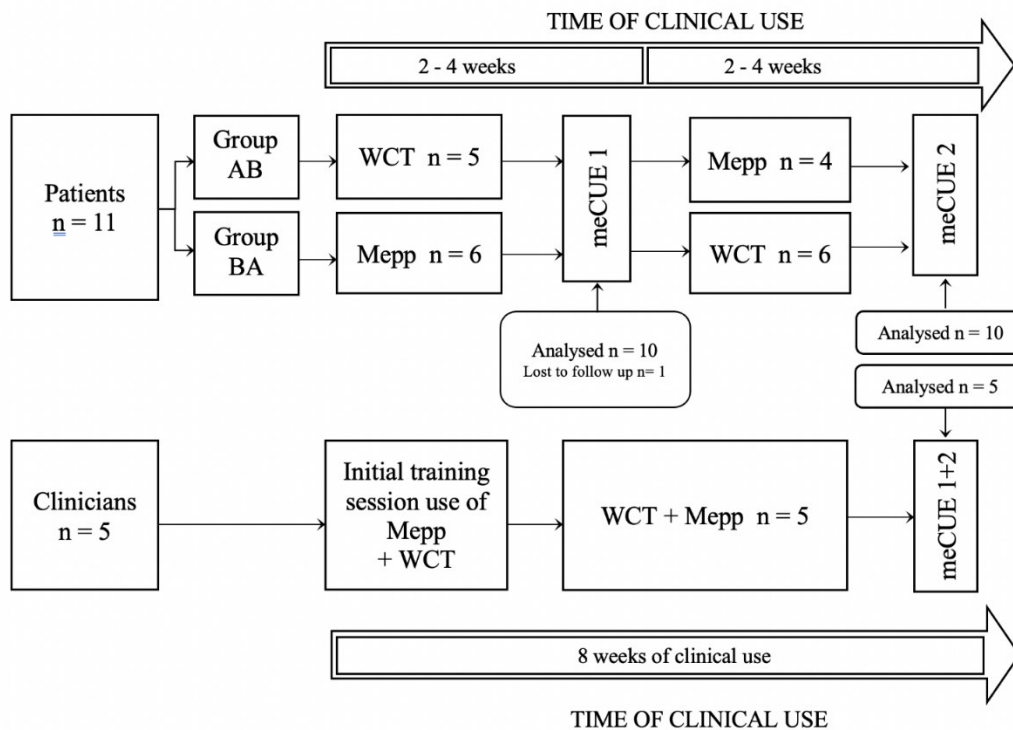 TIME OF CLINICAL USE
2 - 4 weeks
2 - 4 weeks
Patients
n = 11
Group
AB
Group
BA
WCT n = 5
Mepp n = 6
meCUE 1
Mepp n = 4
WCT n = 6
meCUE 2
Analysed n = 10
Lost to follow up n= 1
Analysed n = 10
Analysed n = 5
Clinicians
n = 5
Initial training
session use of
Mepp
+ WCT
WCT + Mepp n = 5
meCUE 1+2
8 weeks of clinical use
TIME OF CLINICAL USE